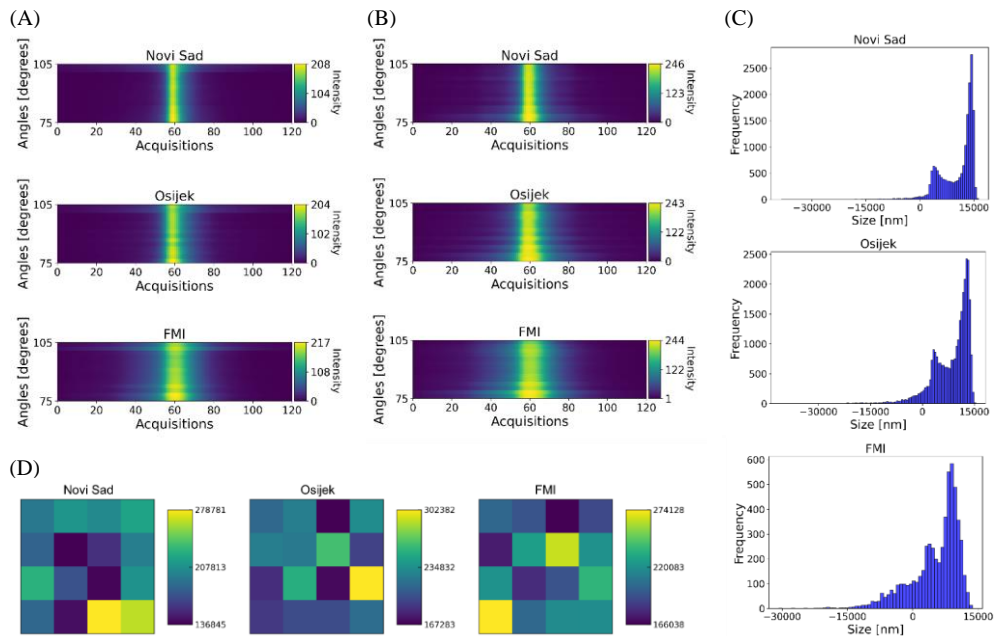 (A)
Novi Sad
Angles [degrees]
105
75
0 20 40 60 80 100 120
Acquisitions
208
104
0
Intensity
Osijek
Angles [degrees]
105
75
0 20 40 60 80 100 120
Acquisitions
204
102
0
Intensity
FMI
Angles [degrees]
105
75
0 20 40 60 80 100 120
Acquisitions
217
108
0
Intensity
(B)
Novi Sad
Angles [degrees]
105
75
0 20 40 60 80 100 120
Acquisitions
246
123
0
Intensity
Osijek
Angles [degrees]
105
75
0 20 40 60 80 100 120
Acquisitions
243
122
0
Intensity
FMI
Angles [degrees]
105
75
0 20 40 60 80 100 120
Acquisitions
244
122
1
Intensity
(C)
Novi Sad
Frequency
2500
2000
1500
1000
500
0
−30000 −15000 0 15000
Size [nm]
Osijek
Frequency
2500
2000
1500
1000
500
0
−30000 −15000 0 15000
Size [nm]
FMI
Frequency
600
500
400
300
200
100
0
−30000 −15000 0 15000
Size [nm]
(D)
Novi Sad
278781
207813
136845
Osijek
302382
234832
167283
FMI
274128
220083
166038